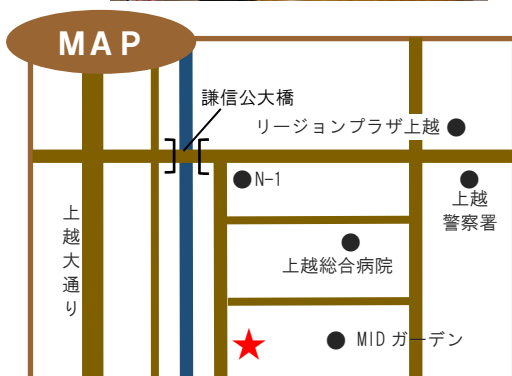 MAP
謙信公大橋
リージョンプラザ上越
N-1
上越
警察署
上越大通り
上越総合病院
MID ガーデン